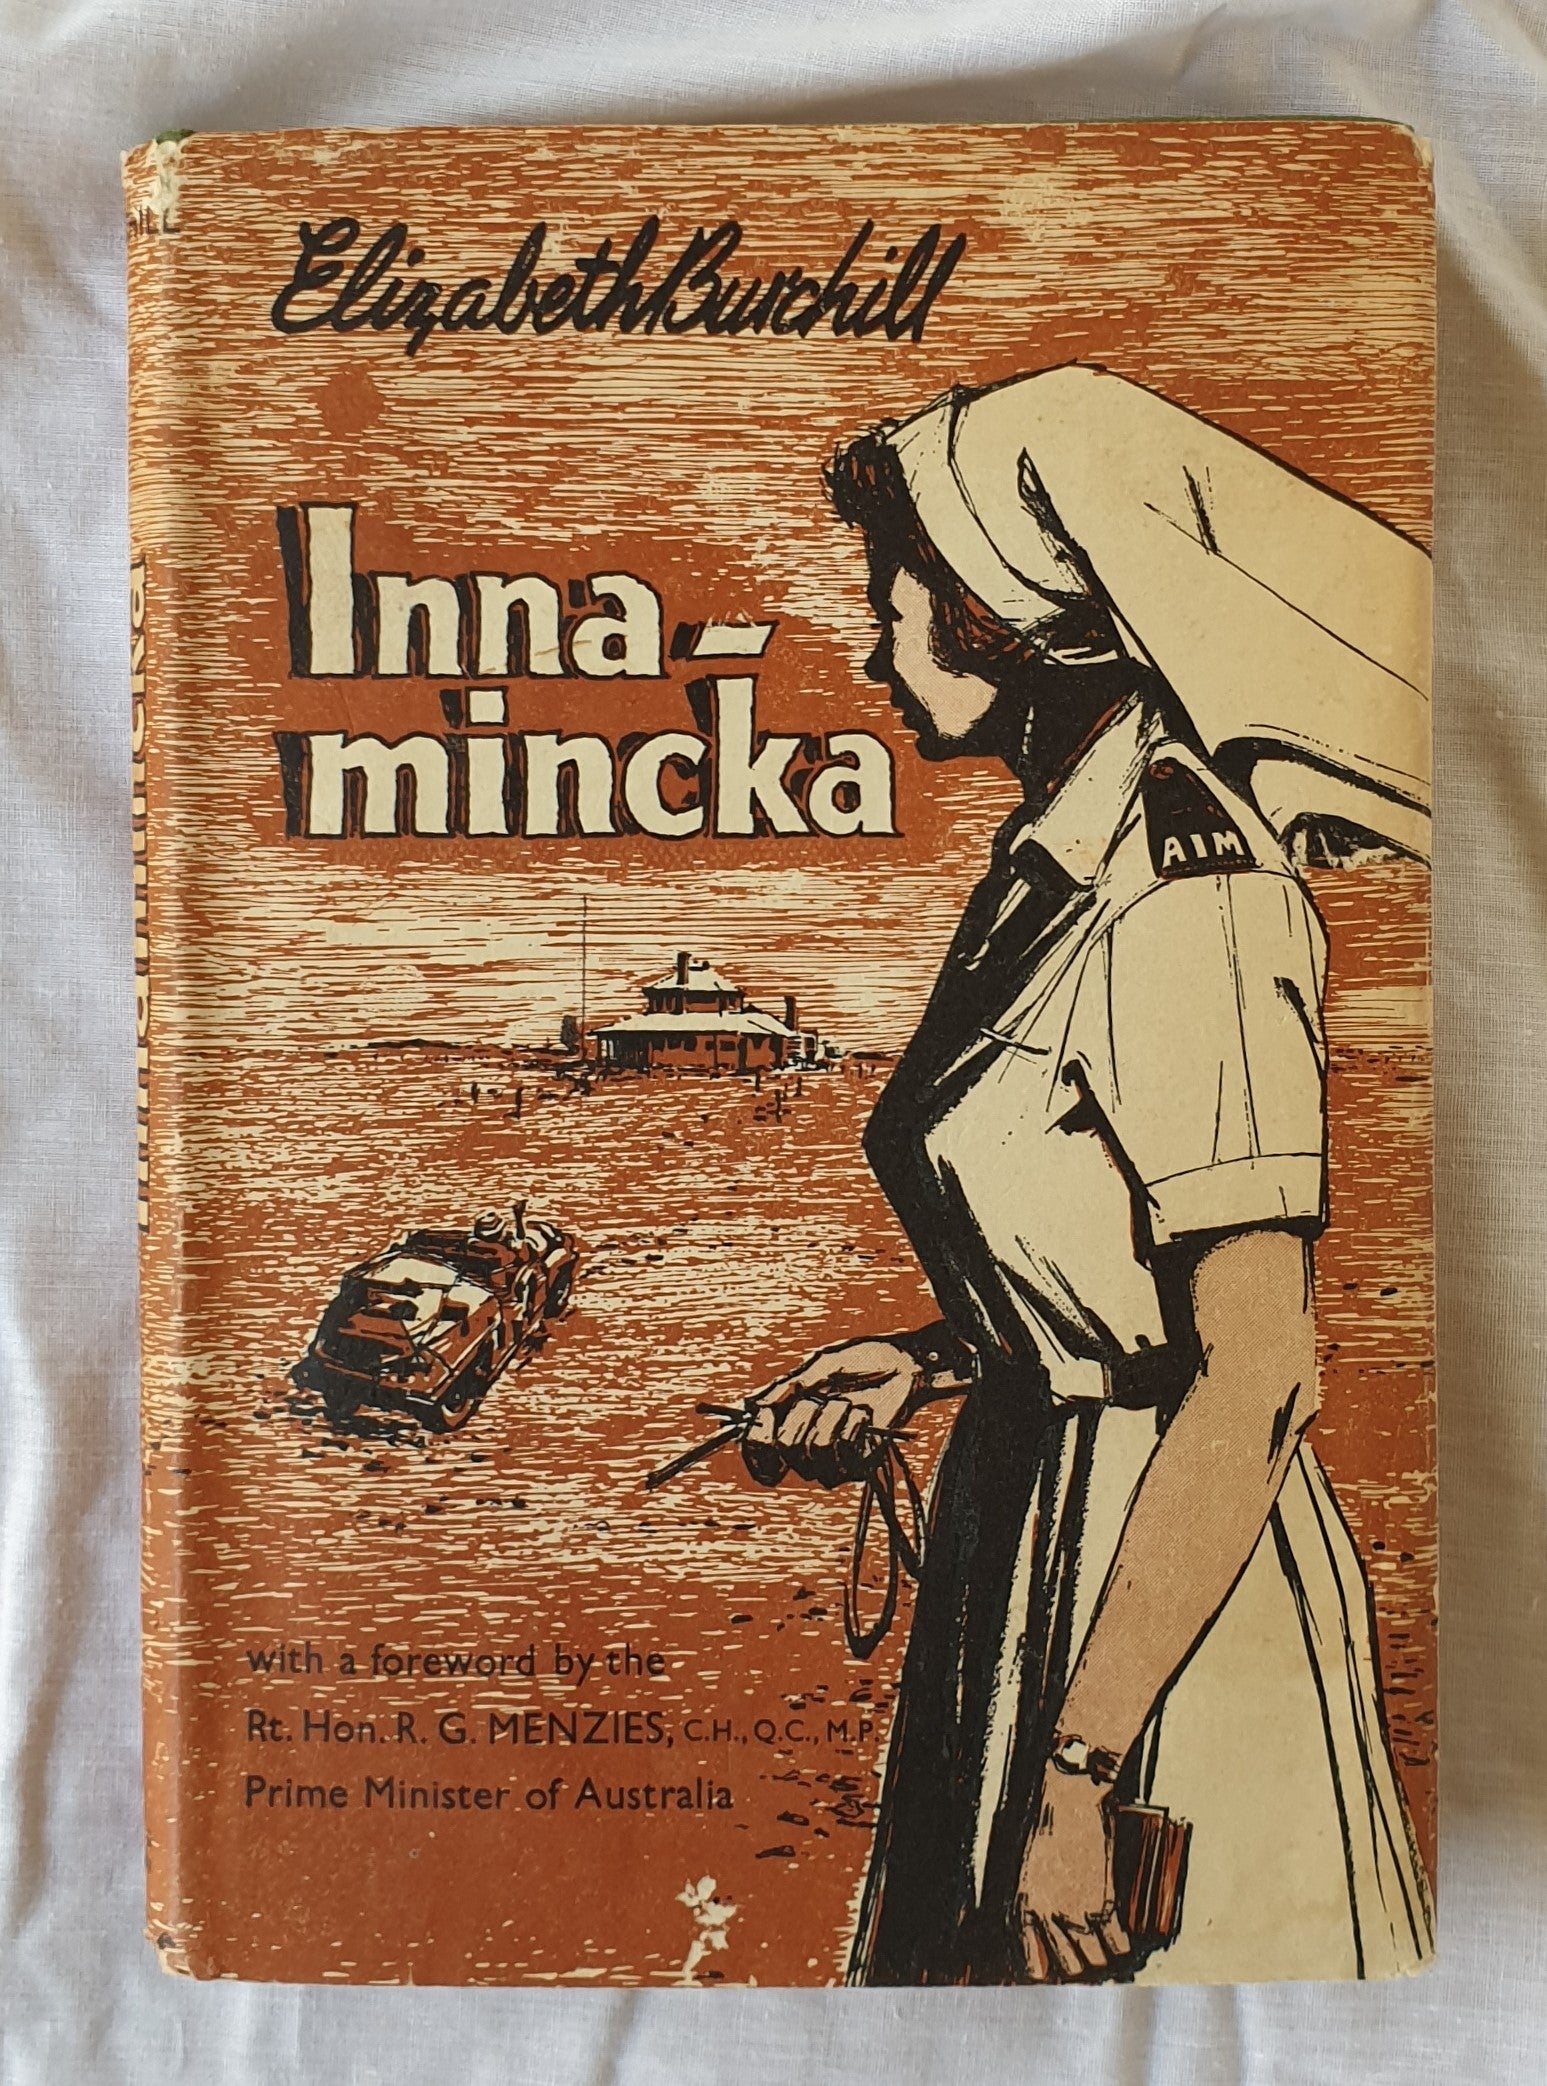 Elizabeth Burchill
Inna-
mincka
AIM
with a foreword by the
Rt. Hon. R. G. MENZIES, C.H., Q.C., M.P.
Prime Minister of Australia